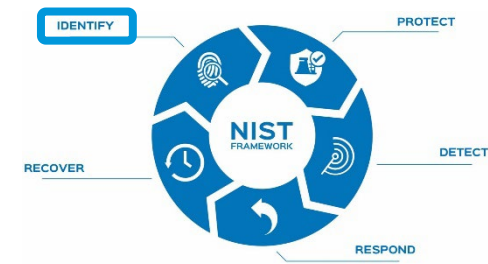 IDENTIFY
PROTECT
NIST
FRAMEWORK
DETECT
RECOVER
RESPOND